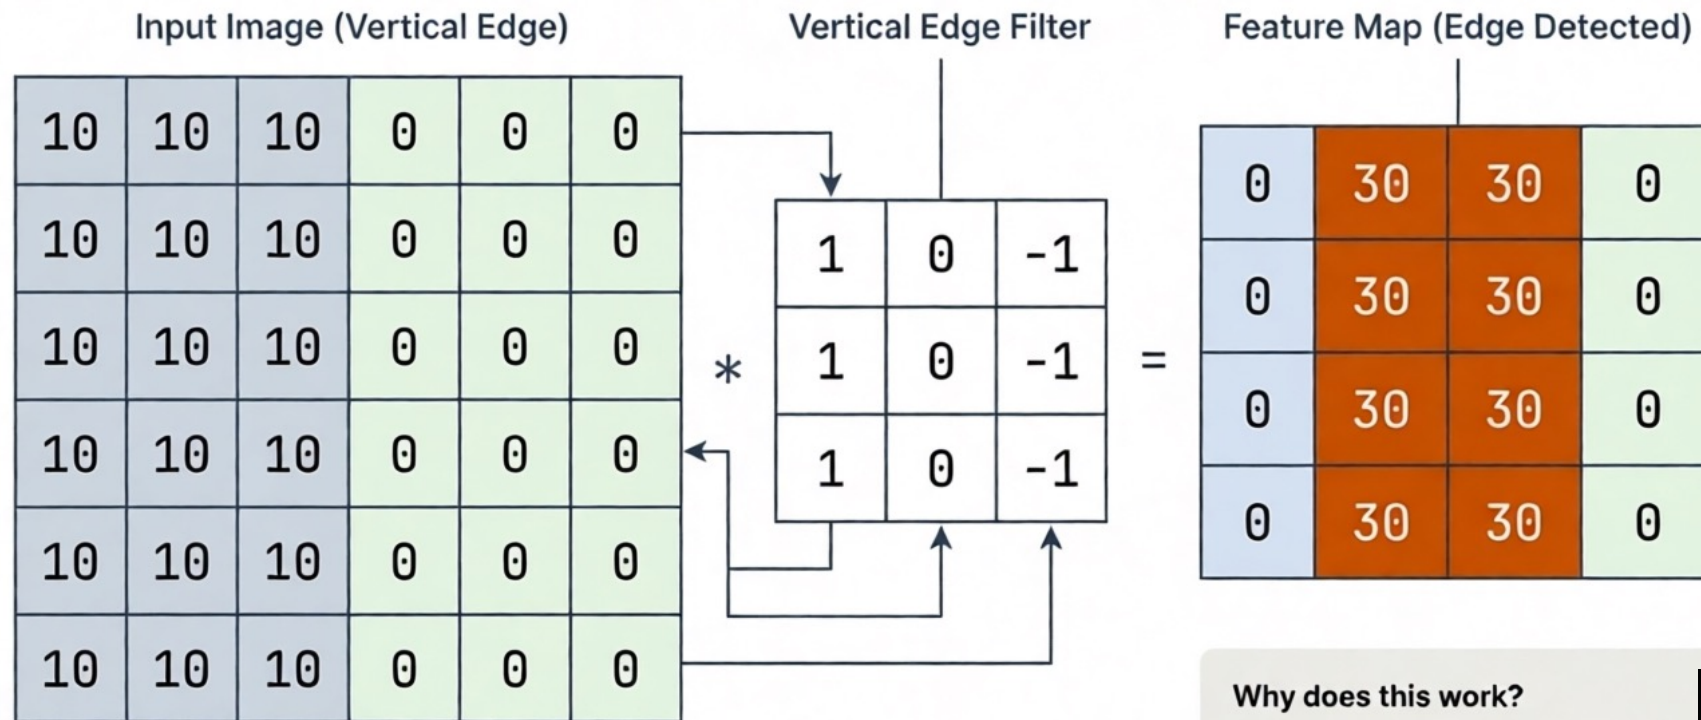 Input Image (Vertical Edge)
10 10 10 0 0 0
10 10 10 0 0 0
10 10 10 0 0 0
10 10 10 0 0 0
10 10 10 0 0 0
10 10 10 0 0 0
*
Vertical Edge Filter
1 0 -1
1 0 -1
1 0 -1
=
Feature Map (Edge Detected)
0 30 30 0
0 30 30 0
0 30 30 0
0 30 30 0
Why does this work?